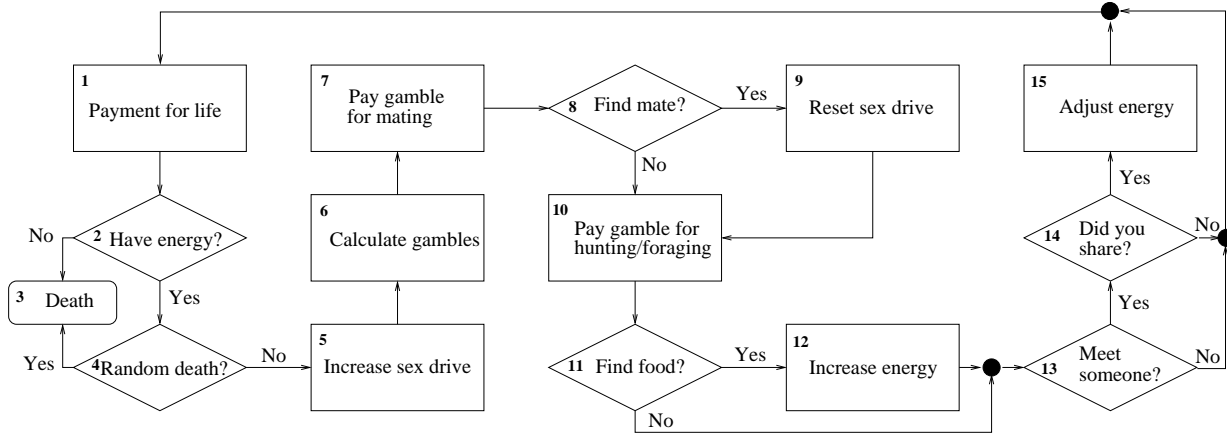 1
Payment for life
2
Have energy?
No
Yes
3
Death
4
Random death?
Yes
No
5
Increase sex drive
6
Calculate gambles
7
Pay gamble
for mating
8
Find mate?
Yes
No
9
Reset sex drive
10
Pay gamble for
hunting/foraging
11
Find food?
Yes
No
12
Increase energy
13
Meet
someone?
Yes
No
14
Did you
share?
Yes
No
15
Adjust energy